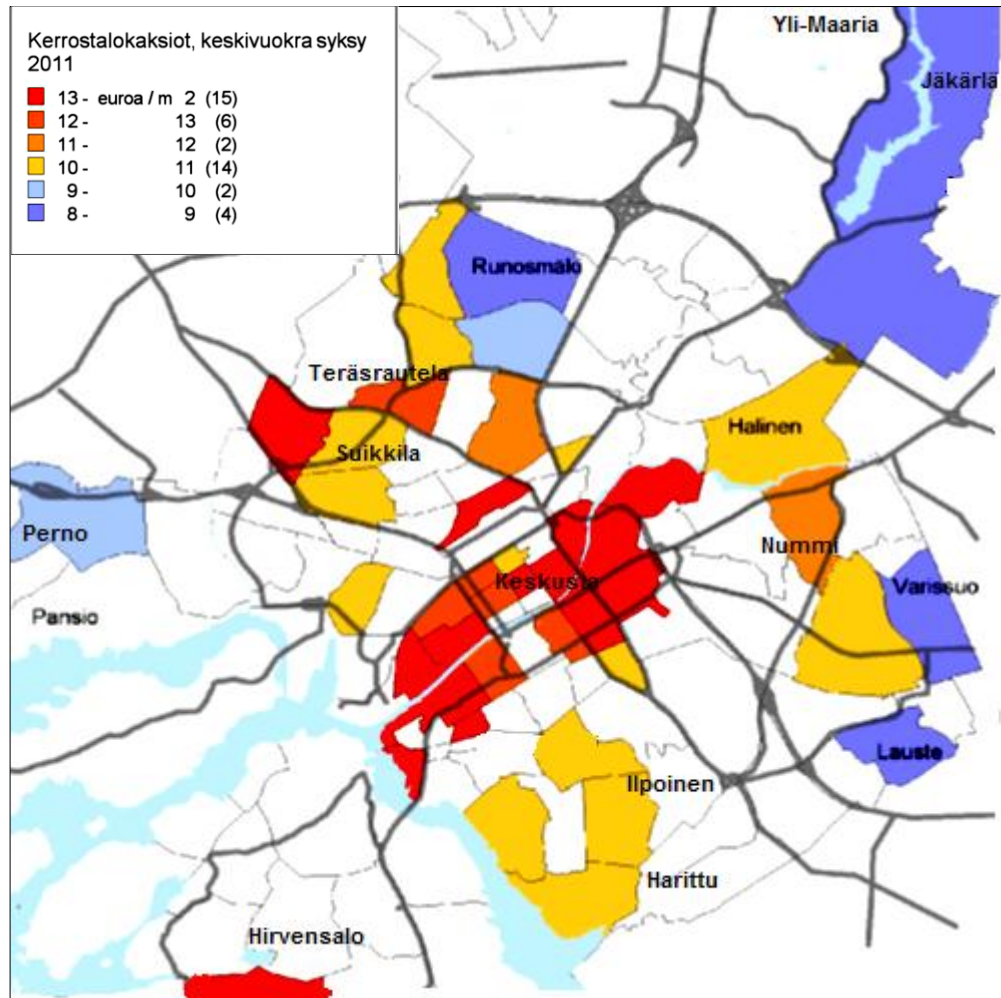 Kerrostalokaksiot, keskivuokra syksy
2011
13 - euroa / m 2 (15)
12 - 13 (6)
11 - 12 (2)
10 - 11 (14)
9 - 10 (2)
8 - 9 (4)
Yli-Maaria
Jäkärlä
Runosmäki
Teräsrautela
Halinen
Suikkila
Perno
Nummi
Keskusta
Varissuo
Pansio
Lauste
Ilpoinen
Harittu
Hirvensalo